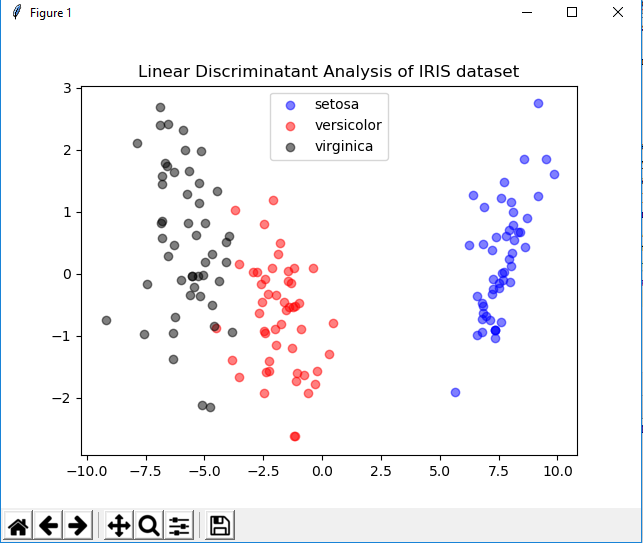 Figure 1
Linear Discriminatant Analysis of IRIS dataset
setosa
versicolor
virginica
3
2
1
0
−1
−2
−10.0 −7.5 −5.0 −2.5 0.0 2.5 5.0 7.5 10.0